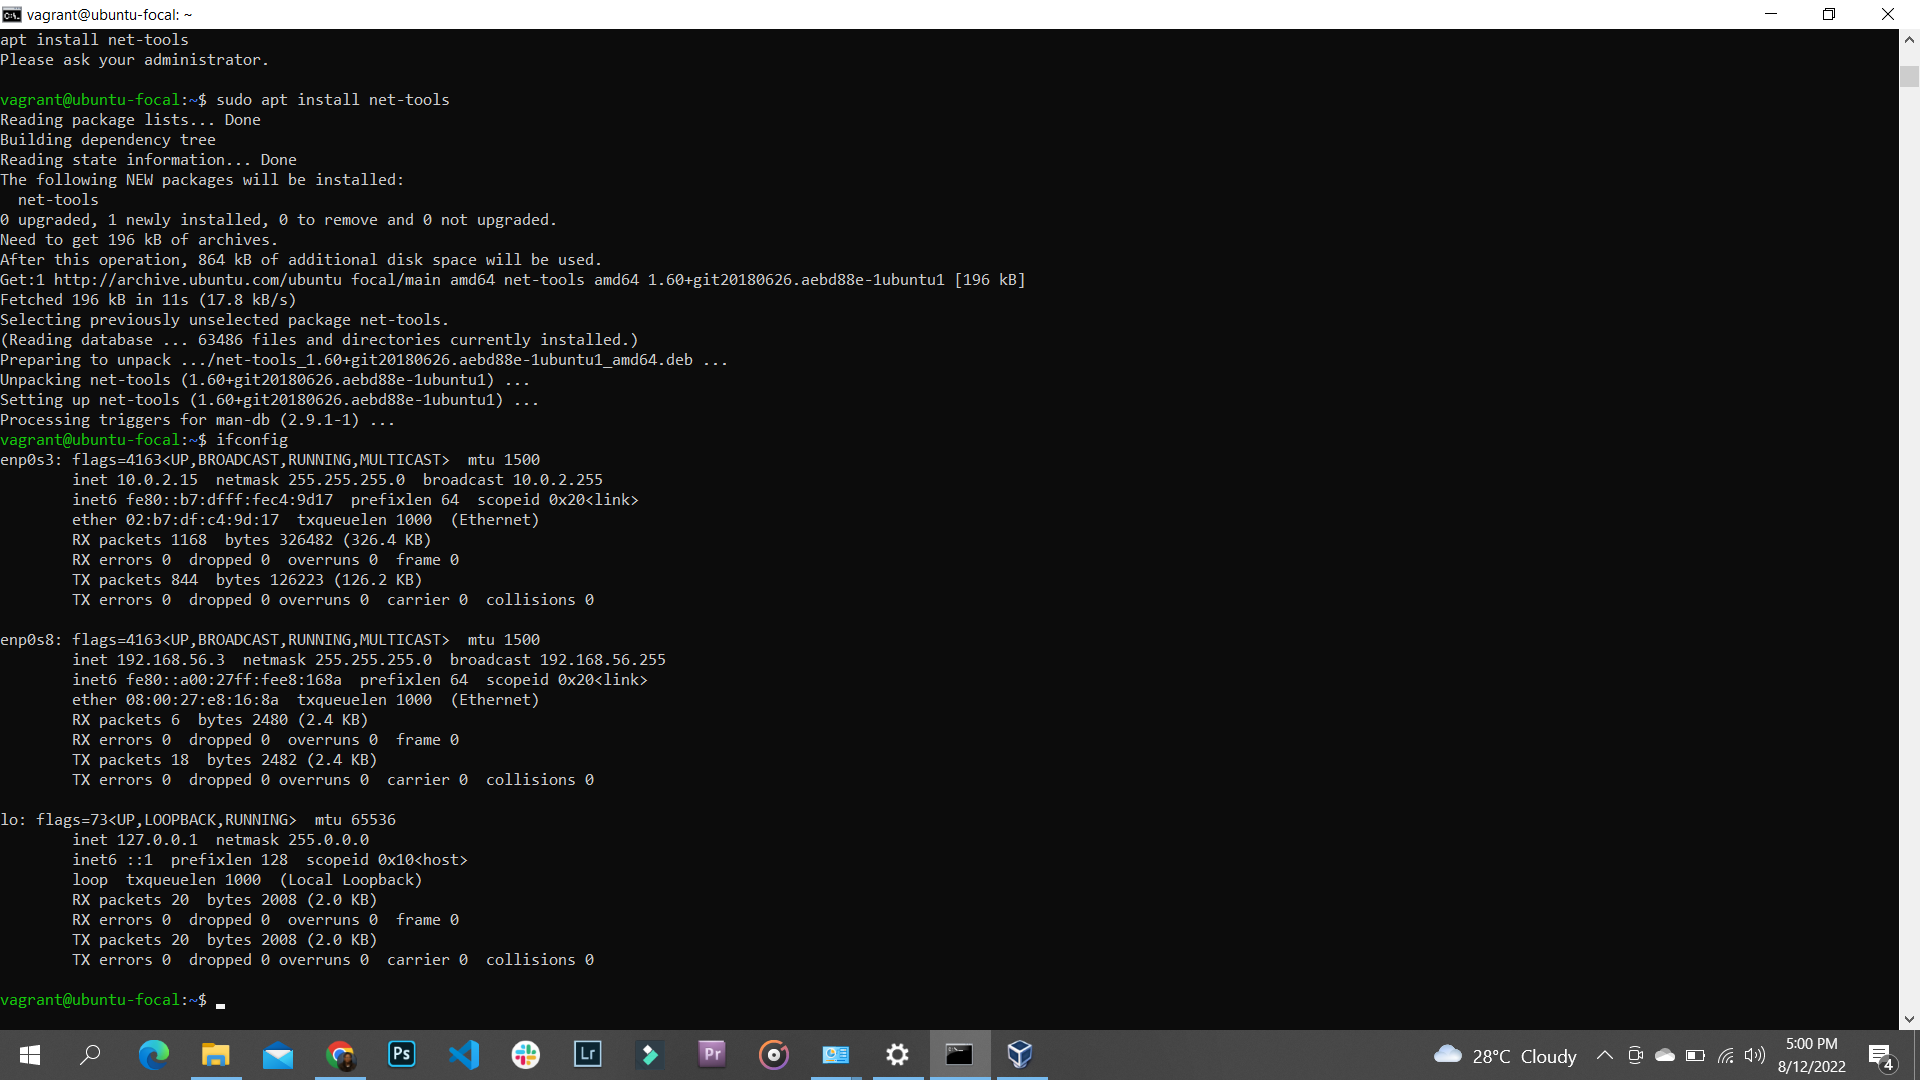 vagrant@ubuntu-focal: ~
apt install net-tools
Please ask your administrator.
vagrant@ubuntu-focal:~$ sudo apt install net-tools
Reading package lists... Done
Building dependency tree
Reading state information... Done
The following NEW packages will be installed:
  net-tools
0 upgraded, 1 newly installed, 0 to remove and 0 not upgraded.
Need to get 196 kB of archives.
After this operation, 864 kB of additional disk space will be used.
Get:1 http://archive.ubuntu.com/ubuntu focal/main amd64 net-tools amd64 1.60+git20180626.aebd88e-1ubuntu1 [196 kB]
Fetched 196 kB in 11s (17.8 kB/s)
Selecting previously unselected package net-tools.
(Reading database ... 63486 files and directories currently installed.)
Preparing to unpack .../net-tools_1.60+git20180626.aebd88e-1ubuntu1_amd64.deb ...
Unpacking net-tools (1.60+git20180626.aebd88e-1ubuntu1) ...
Setting up net-tools (1.60+git20180626.aebd88e-1ubuntu1) ...
Processing triggers for man-db (2.9.1-1) ...
vagrant@ubuntu-focal:~$ ifconfig
enp0s3: flags=4163<UP,BROADCAST,RUNNING,MULTICAST>  mtu 1500
        inet 10.0.2.15  netmask 255.255.255.0  broadcast 10.0.2.255
        inet6 fe80::b7:dfff:fec4:9d17  prefixlen 64  scopeid 0x20<link>
        ether 02:b7:df:c4:9d:17  txqueuelen 1000  (Ethernet)
        RX packets 1168  bytes 326482 (326.4 KB)
        RX errors 0  dropped 0  overruns 0  frame 0
        TX packets 844  bytes 126223 (126.2 KB)
        TX errors 0  dropped 0 overruns 0  carrier 0  collisions 0
enp0s8: flags=4163<UP,BROADCAST,RUNNING,MULTICAST>  mtu 1500
        inet 192.168.56.3  netmask 255.255.255.0  broadcast 192.168.56.255
        inet6 fe80::a00:27ff:fee8:168a  prefixlen 64  scopeid 0x20<link>
        ether 08:00:27:e8:16:8a  txqueuelen 1000  (Ethernet)
        RX packets 6  bytes 2480 (2.4 KB)
        RX errors 0  dropped 0  overruns 0  frame 0
        TX packets 18  bytes 2482 (2.4 KB)
        TX errors 0  dropped 0 overruns 0  carrier 0  collisions 0
lo: flags=73<UP,LOOPBACK,RUNNING>  mtu 65536
        inet 127.0.0.1  netmask 255.0.0.0
        inet6 ::1  prefixlen 128  scopeid 0x10<host>
        loop  txqueuelen 1000  (Local Loopback)
        RX packets 20  bytes 2008 (2.0 KB)
        RX errors 0  dropped 0  overruns 0  frame 0
        TX packets 20  bytes 2008 (2.0 KB)
        TX errors 0  dropped 0 overruns 0  carrier 0  collisions 0
vagrant@ubuntu-focal:~$
Ps
Lr
Pr
28°C Cloudy
5:00 PM
8/12/2022
4